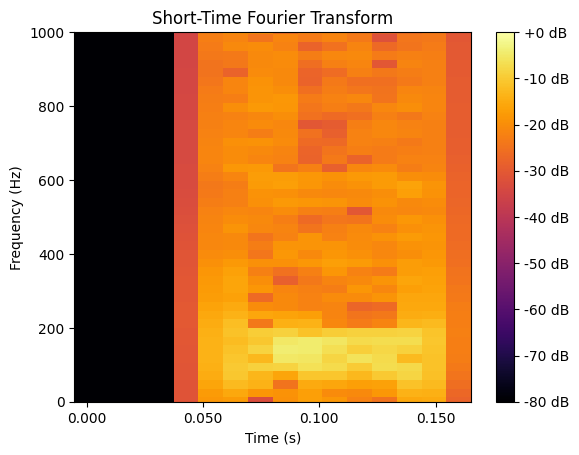 Short-Time Fourier Transform
1000
800
600
400
200
0
Frequency (Hz)
0.000
0.050
0.100
0.150
Time (s)
+0 dB
-10 dB
-20 dB
-30 dB
-40 dB
-50 dB
-60 dB
-70 dB
-80 dB